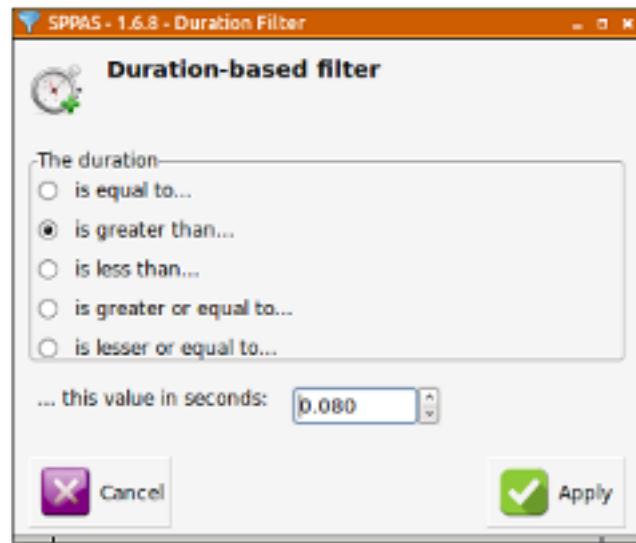 SPPAS - 1.6.8 - Duration Filter
Duration-based filter
The duration
is equal to...
is greater than...
is less than...
is greater or equal to...
is lesser or equal to...
... this value in seconds: 0.080
Cancel Apply